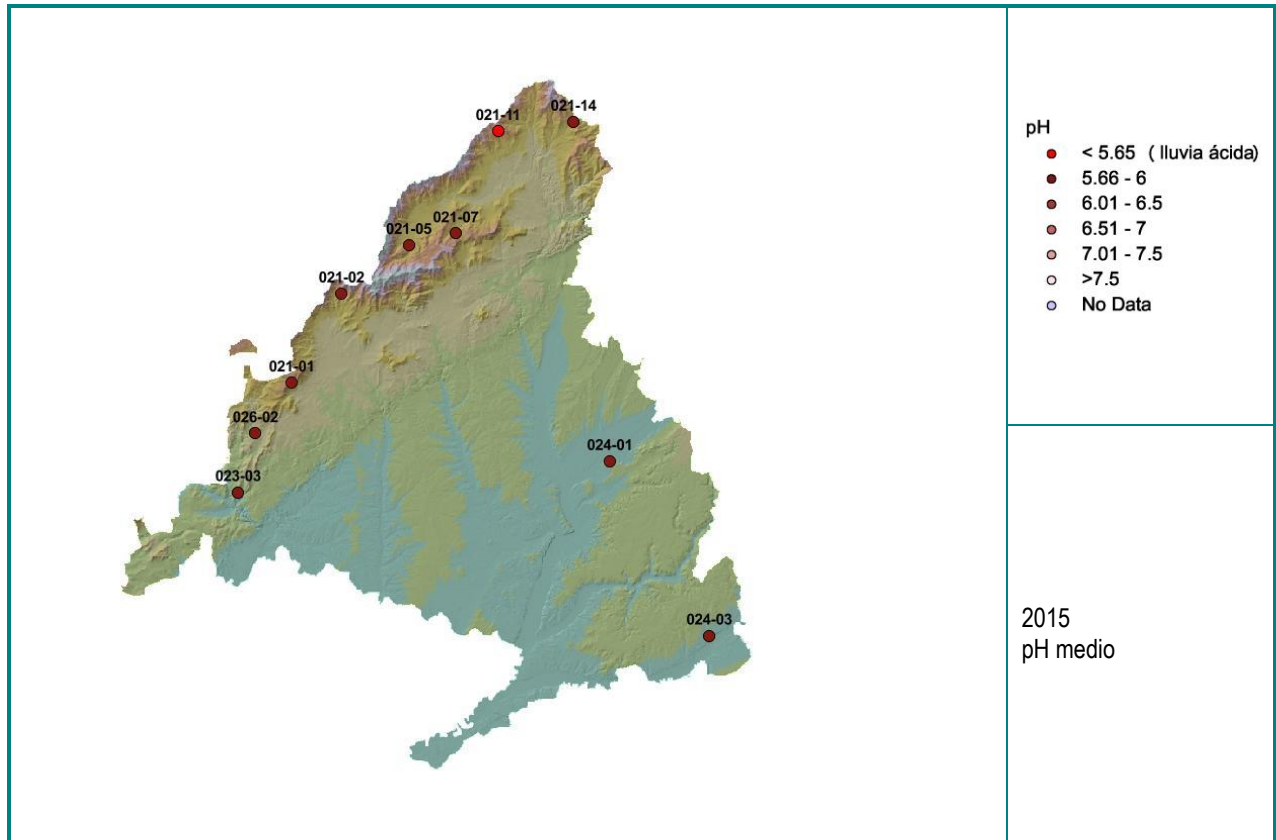 021-11
021-14
021-07
021-05
021-02
021-01
026-02
024-01
023-03
024-03
pH
< 5.65 ( lluvia ácida)
5.66 - 6
6.01 - 6.5
6.51 - 7
7.01 - 7.5
>7.5
No Data
2015
pH medio